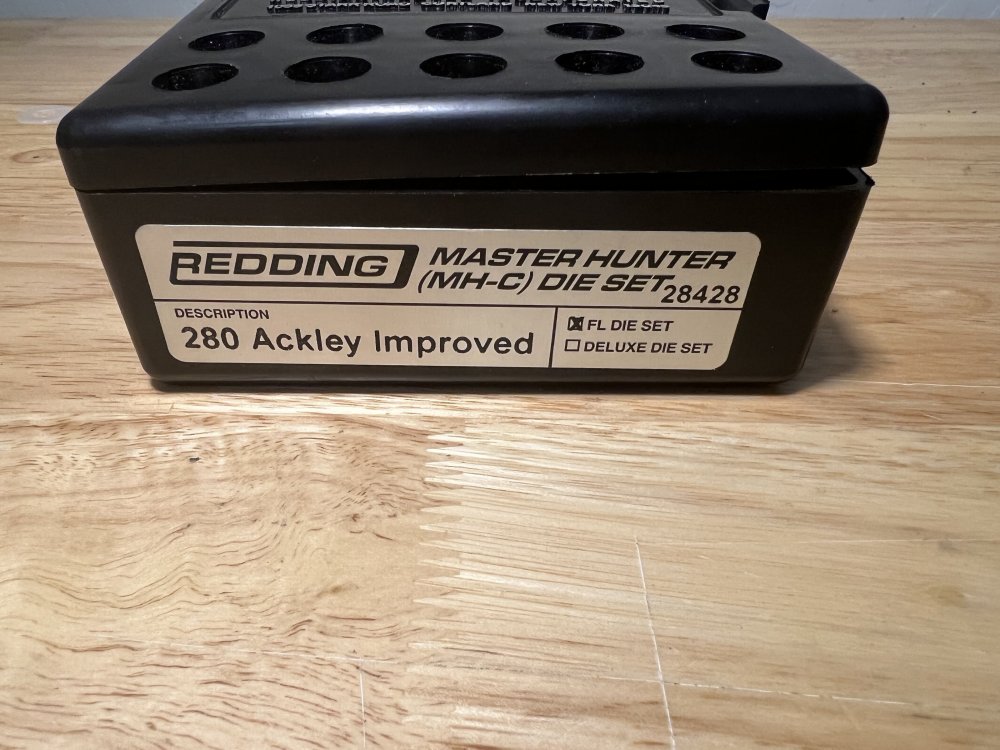 REDDING
MASTER HUNTER
(MH-C) DIE SET
28428
DESCRIPTION
280 Ackley Improved
FL DIE SET
DELUXE DIE SET